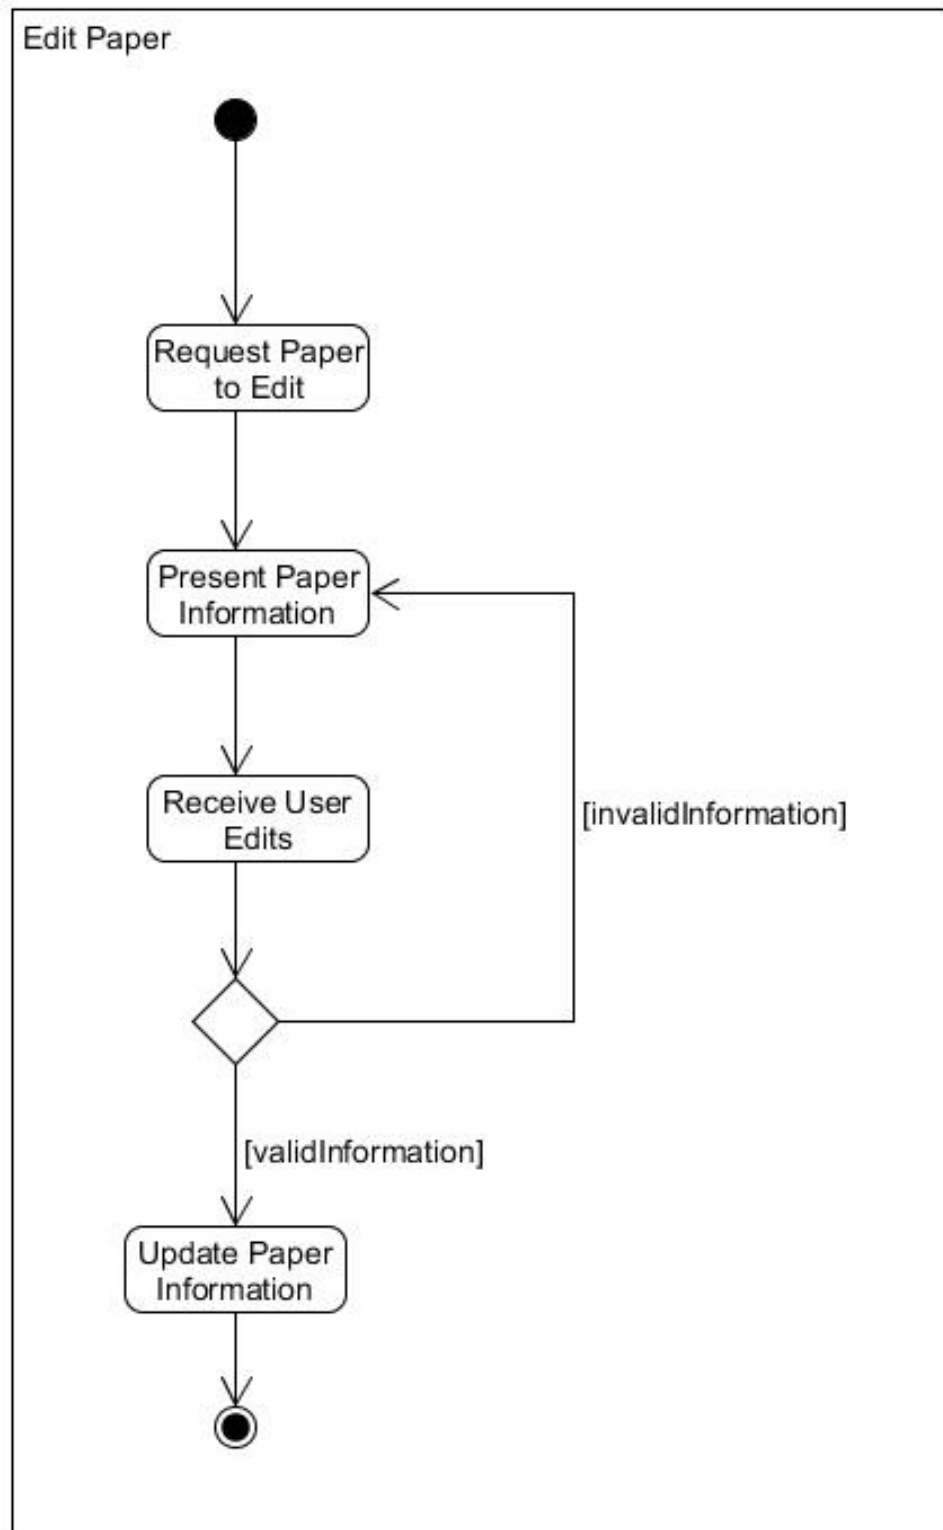 Edit Paper
Request Paper
to Edit
Present Paper
Information
Receive User
Edits
[invalidInformation]
[validInformation]
Update Paper
Information